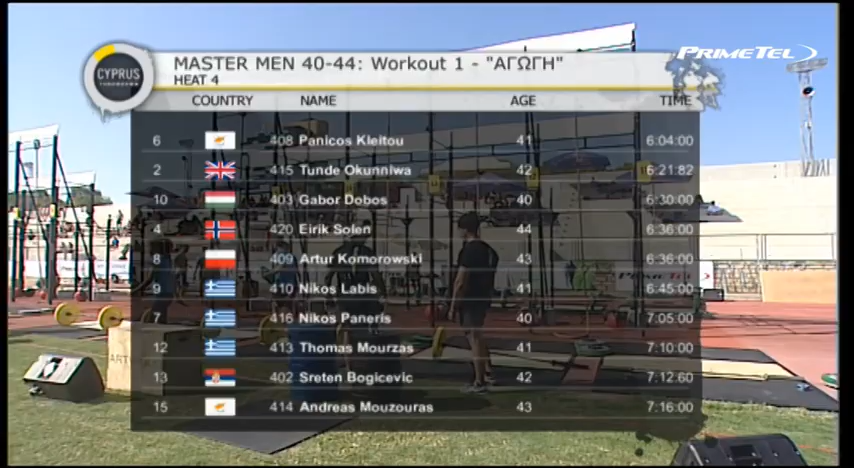 PRIMETEL
CYPRUS
MASTER MEN 40-44: Workout 1 - "ΑΓΩΓΗ"
HEAT 4
COUNTRY NAME AGE TIME
6 408 Panicos Kleitou 41 6:04:00
2 415 Tunde Okunniwa 42 6:21:82
10 403 Gabor Dobos 40 6:30:00
4 420 Eirik Solen 44 6:36:00
8 409 Artur Komorowski 43 6:36:00
9 410 Nikos Labis 41 6:45:00
7 416 Nikos Paneris 40 7:05:00
12 413 Thomas Mourzas 41 7:10:00
13 402 Sreten Bogicevic 42 7:12:60
15 414 Andreas Mouzouras 43 7:16:00
PRIMETEL